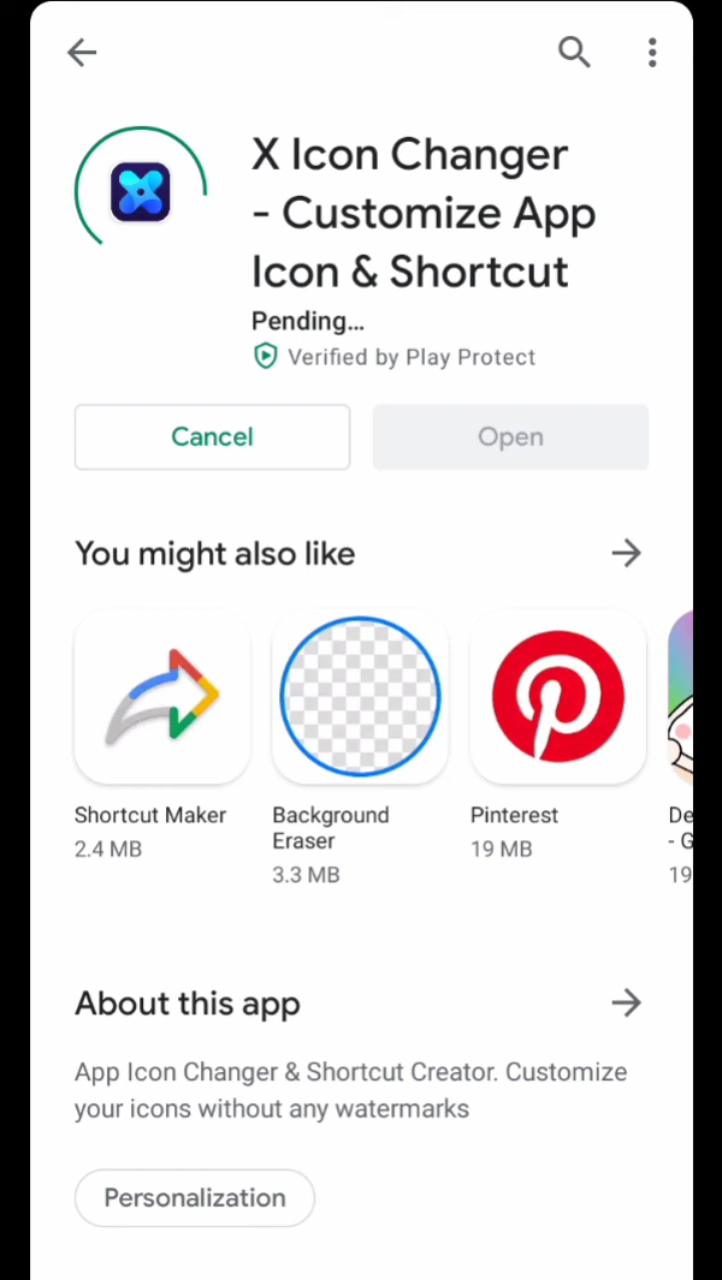 X Icon Changer
- Customize App
Icon & Shortcut
Pending...
Verified by Play Protect
Cancel
Open
You might also like
Shortcut Maker
2.4 MB
Background
Eraser
3.3 MB
Pinterest
19 MB
De
- G
19
About this app
App Icon Changer & Shortcut Creator. Customize
your icons without any watermarks
Personalization